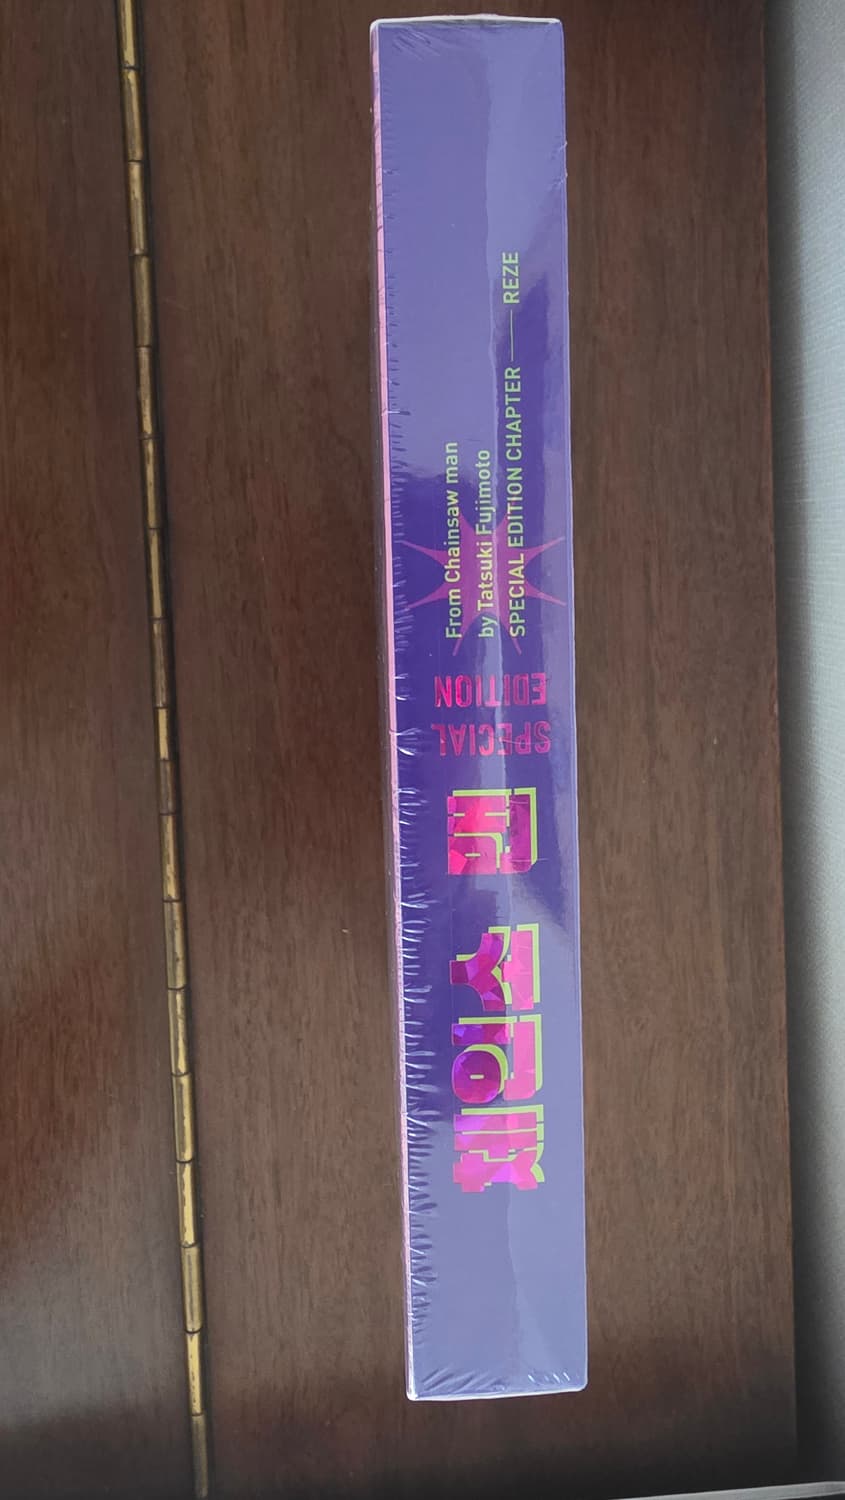 체인소 맨
SPECIAL
EDITION
From Chainsaw man
by Tatsuki Fujimoto
SPECIAL EDITION CHAPTER —— REZE